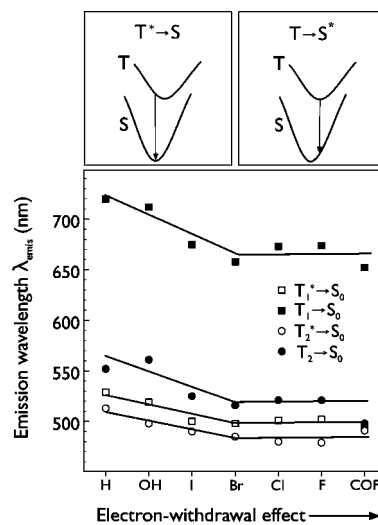 T*→S
T→S*
T
S
T
S
Emission wavelength λemis (nm)
700
650
600
550
500
T1*→S0
T1→S0
T2*→S0
T2→S0
H OH I Br Cl F COF
Electron-withdrawal effect